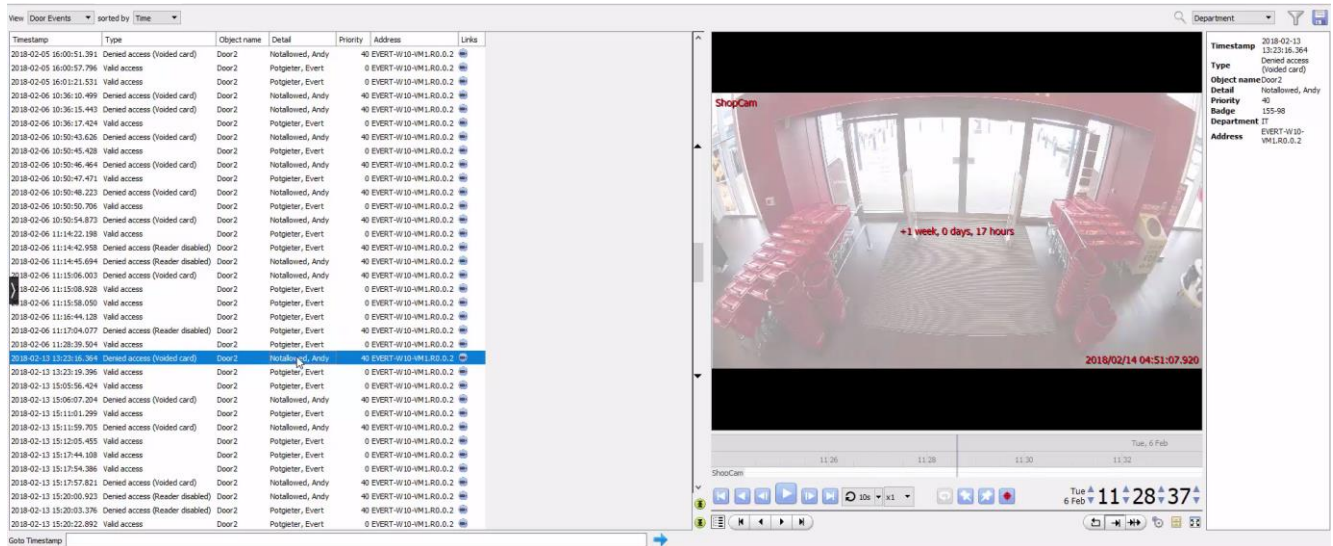 View Door Events sorted by Time Department
Timestamp Type Object name Detail Priority Address Links
2018-02-05 16:00:51.391 Denied access (Voided card) Door2 Notallowed, Andy 40 EVERT-W10-VM1.R0.0.2
2018-02-05 16:00:57.796 Valid access Door2 Potgieter, Evert 0 EVERT-W10-VM1.R0.0.2
2018-02-05 16:01:21.531 Denied access (Voided card) Door2 Potgieter, Evert 0 EVERT-W10-VM1.R0.0.2
2018-02-06 10:36:10.499 Denied access (Voided card) Door2 Notallowed, Andy 40 EVERT-W10-VM1.R0.0.2
2018-02-06 10:36:15.443 Denied access (Voided card) Door2 Notallowed, Andy 40 EVERT-W10-VM1.R0.0.2
2018-02-06 10:36:17.424 Valid access Door2 Potgieter, Evert 0 EVERT-W10-VM1.R0.0.2
2018-02-06 10:50:43.626 Denied access (Voided card) Door2 Notallowed, Andy 40 EVERT-W10-VM1.R0.0.2
2018-02-06 10:50:45.428 Valid access Door2 Potgieter, Evert 0 EVERT-W10-VM1.R0.0.2
2018-02-06 10:50:46.464 Denied access (Voided card) Door2 Notallowed, Andy 40 EVERT-W10-VM1.R0.0.2
2018-02-06 10:50:47.471 Valid access Door2 Potgieter, Evert 0 EVERT-W10-VM1.R0.0.2
2018-02-06 10:50:48.223 Denied access (Voided card) Door2 Notallowed, Andy 40 EVERT-W10-VM1.R0.0.2
2018-02-06 10:50:50.706 Valid access Door2 Potgieter, Evert 0 EVERT-W10-VM1.R0.0.2
2018-02-06 10:50:54.873 Denied access (Voided card) Door2 Notallowed, Andy 40 EVERT-W10-VM1.R0.0.2
2018-02-06 11:14:22.198 Valid access Door2 Potgieter, Evert 0 EVERT-W10-VM1.R0.0.2
2018-02-06 11:14:42.958 Denied access (Reader disabled) Door2 Notallowed, Andy 40 EVERT-W10-VM1.R0.0.2
2018-02-06 11:14:45.694 Denied access (Reader disabled) Door2 Potgieter, Evert 40 EVERT-W10-VM1.R0.0.2
18-02-06 11:15:06.003 Denied access (Voided card) Door2 Notallowed, Andy 40 EVERT-W10-VM1.R0.0.2
18-02-06 11:15:08.928 Valid access Door2 Potgieter, Evert 0 EVERT-W10-VM1.R0.0.2
18-02-06 11:15:58.050 Valid access Door2 Potgieter, Evert 0 EVERT-W10-VM1.R0.0.2
2018-02-06 11:16:44.128 Valid access Door2 Potgieter, Evert 0 EVERT-W10-VM1.R0.0.2
2018-02-06 11:17:04.077 Denied access (Reader disabled) Door2 Potgieter, Evert 40 EVERT-W10-VM1.R0.0.2
2018-02-06 11:28:39.504 Valid access Door2 Potgieter, Evert 0 EVERT-W10-VM1.R0.0.2
2018-02-13 13:23:16.364 Denied access (Voided card) Door2 Notallowed, Andy 40 EVERT-W10-VM1.R0.0.2
2018-02-13 13:23:19.396 Valid access Door2 Potgieter, Evert 0 EVERT-W10-VM1.R0.0.2
2018-02-13 15:05:56.424 Valid access Door2 Potgieter, Evert 0 EVERT-W10-VM1.R0.0.2
2018-02-13 15:06:07.204 Denied access (Voided card) Door2 Notallowed, Andy 40 EVERT-W10-VM1.R0.0.2
2018-02-13 15:11:01.299 Valid access Door2 Potgieter, Evert 0 EVERT-W10-VM1.R0.0.2
2018-02-13 15:11:59.705 Denied access (Voided card) Door2 Notallowed, Andy 40 EVERT-W10-VM1.R0.0.2
2018-02-13 15:12:05.455 Valid access Door2 Potgieter, Evert 0 EVERT-W10-VM1.R0.0.2
2018-02-13 15:17:44.108 Valid access Door2 Potgieter, Evert 0 EVERT-W10-VM1.R0.0.2
2018-02-13 15:17:54.386 Valid access Door2 Potgieter, Evert 0 EVERT-W10-VM1.R0.0.2
2018-02-13 15:17:57.821 Denied access (Voided card) Door2 Notallowed, Andy 40 EVERT-W10-VM1.R0.0.2
2018-02-13 15:20:00.923 Denied access (Reader disabled) Door2 Notallowed, Andy 40 EVERT-W10-VM1.R0.0.2
2018-02-13 15:20:03.376 Denied access (Reader disabled) Door2 Potgieter, Evert 40 EVERT-W10-VM1.R0.0.2
2018-02-13 15:20:22.892 Valid access Door2 Potgieter, Evert 0 EVERT-W10-VM1.R0.0.2
Goto Timestamp
ShopCam
+1 week, 0 days, 17 hours
2018/02/14 04:51:07.920
Tue, 6 Feb
11:26 11:28 11:30 11:32
ShopCam
10s x1
Tue 6 Feb 11 28 37
Timestamp 2018-02-13
13:23:16.364
Type Denied access
(Voided card)
Object name Door2
Detail Notallowed, Andy
Priority 40
Badge 155-98
Department IT
Address EVERT-W10-
VM1.R0.0.2